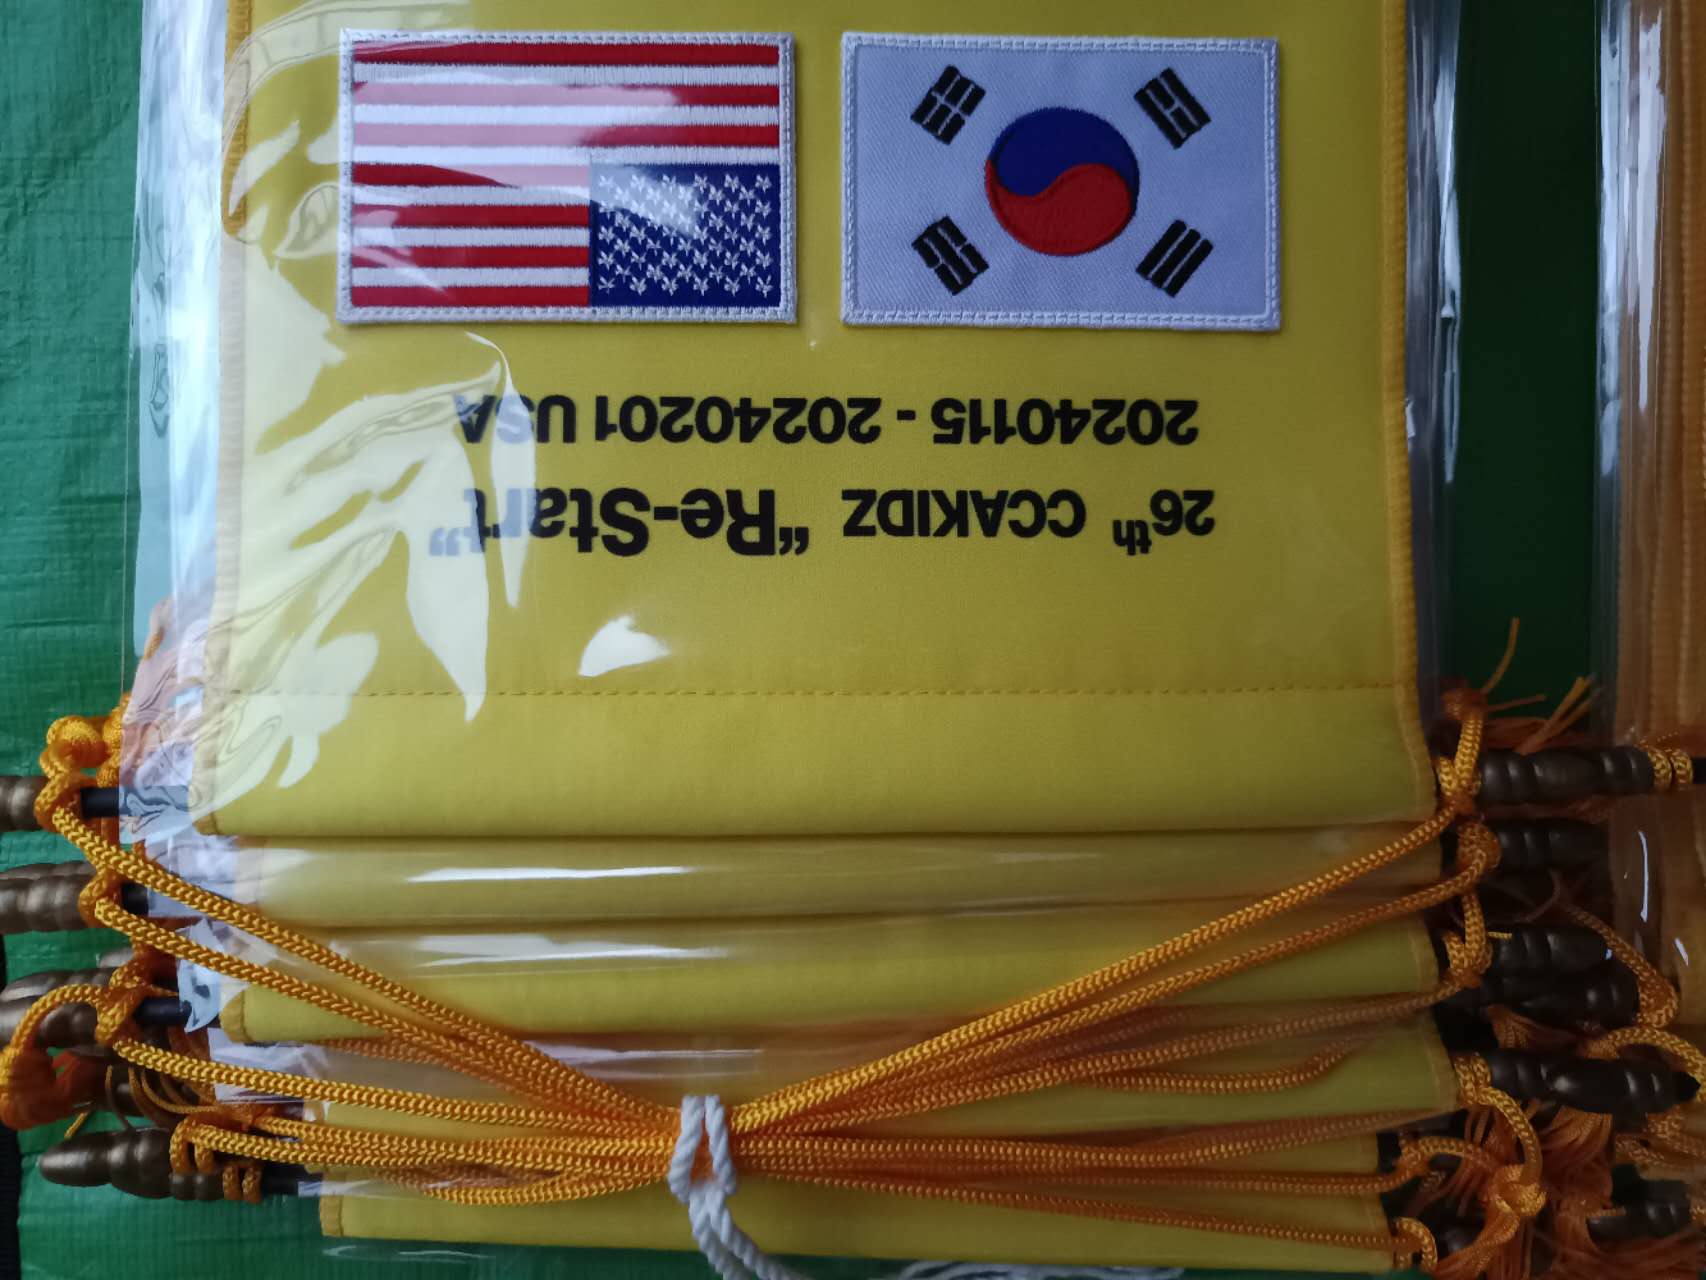 26th CCAKIDZ “Re-Start”
20240115 - 20240201 USA